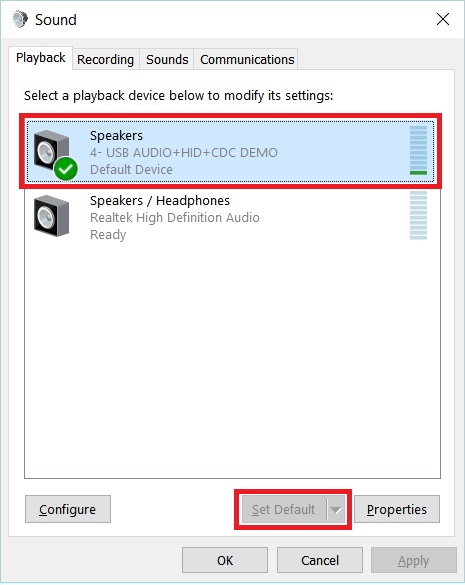 Sound
Playback Recording Sounds Communications
Select a playback device below to modify its settings:
Speakers
4- USB AUDIO+HID+CDC DEMO
Default Device
Speakers / Headphones
Realtek High Definition Audio
Ready
Configure Set Default Properties
OK Cancel Apply